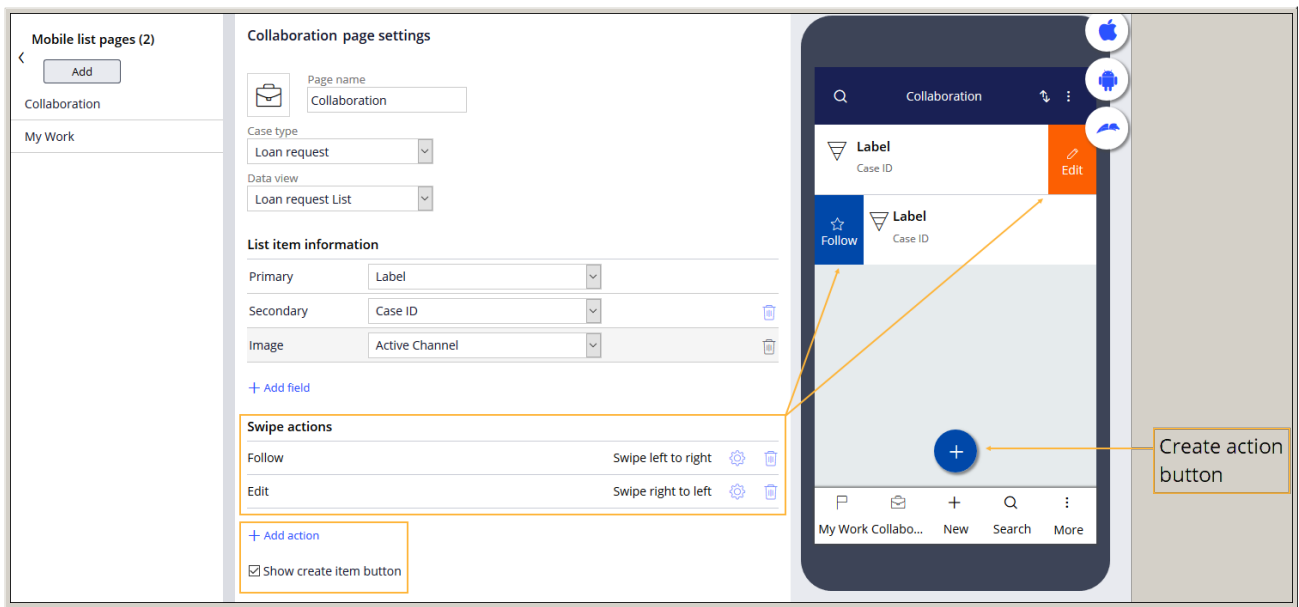 Mobile list pages (2)
Add
Collaboration
My Work
Collaboration page settings
Page name
Collaboration
Case type
Loan request
Data view
Loan request List
List item information
Primary Label
Secondary Case ID
Image Active Channel
+ Add field
Swipe actions
Follow Swipe left to right
Edit Swipe right to left
+ Add action
Show create item button
Collaboration
Label
Case ID
Edit
Follow
Label
Case ID
My Work Collabo... New Search More
Create action
button